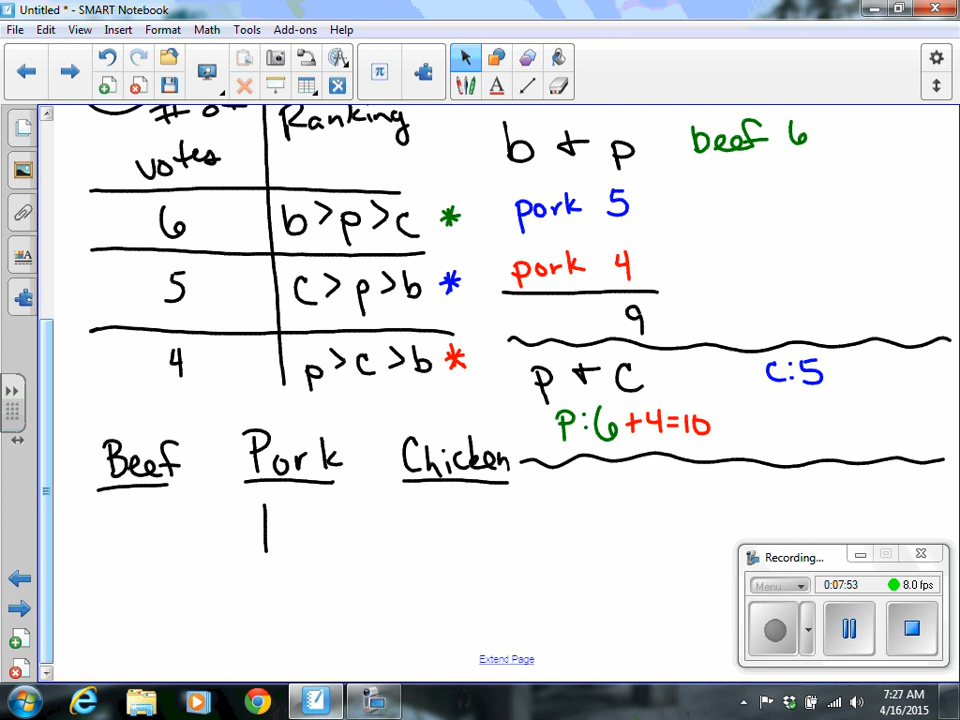 Untitled * - SMART Notebook
File Edit View Insert Format Math Tools Add-ons Help
# of Ranking
votes
6 b>p>c *
5 c>p>b *
4 p>c>b *
b + p beef 6
pork 5
pork 4
9
p + c c:5
p:6+4=10
Beef Pork Chicken
|
Extend Page
Recording...
Menu 0:07:53 8.0 fps
7:27 AM
4/16/2015